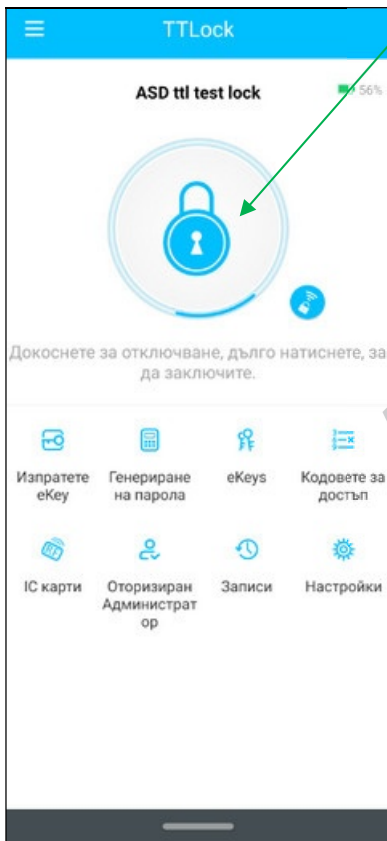 TTLock
ASD ttl test lock
56%
Докоснете за отключване, дълго натиснете, за
да заключите.
Изпратете
eKey
Генериране
на парола
eKeys
Кодовете за
достъп
IC карти
Оторизиран
Администрат
ор
Записи
Настройки